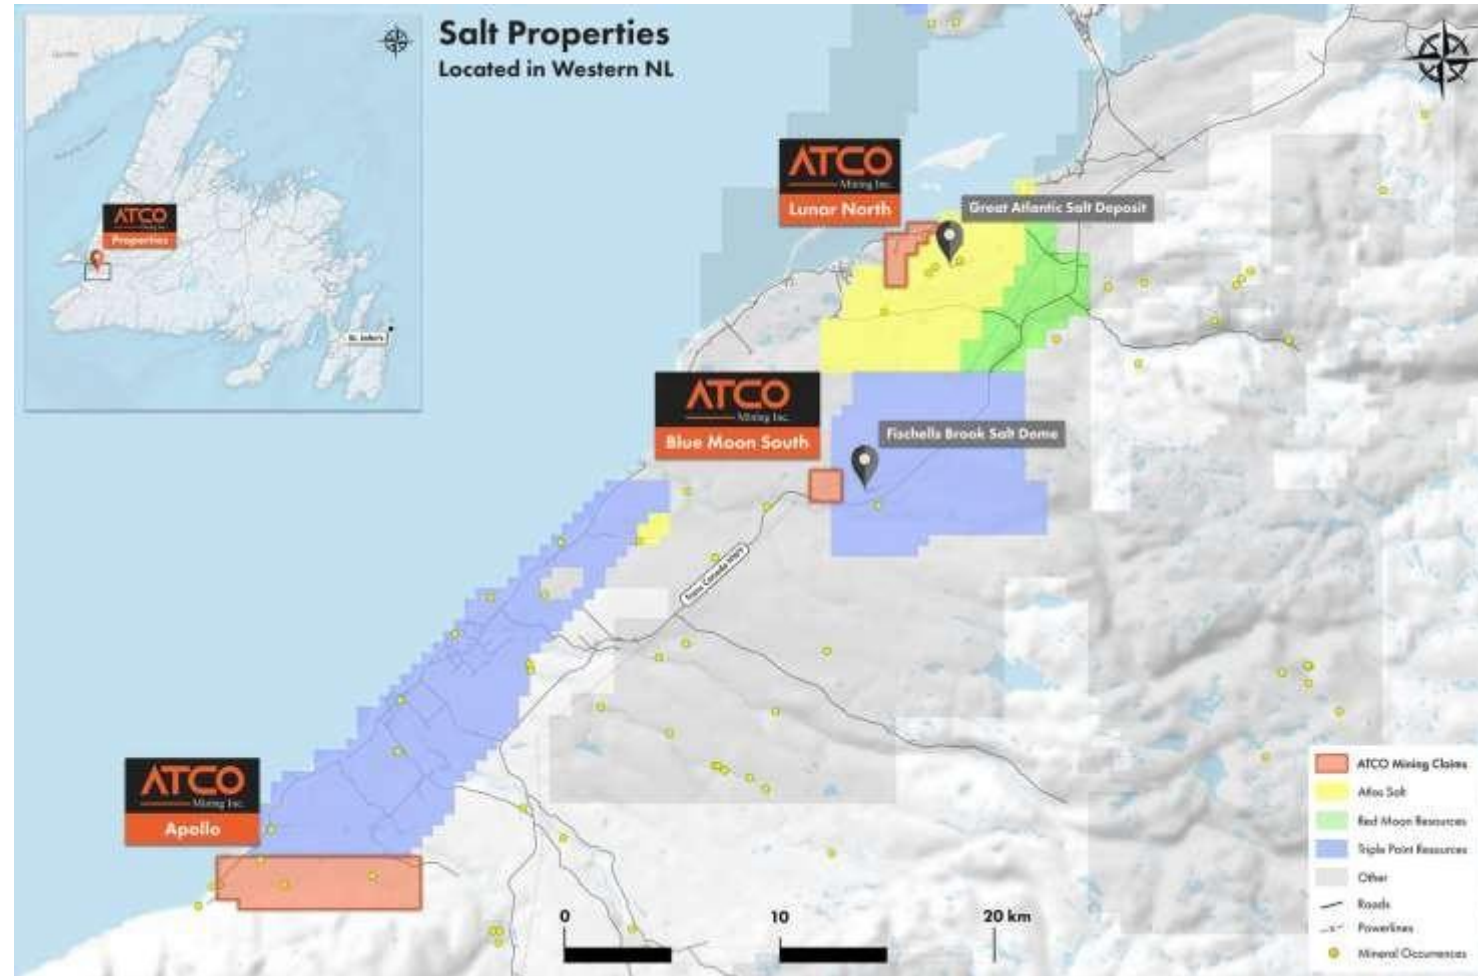 Salt Properties
Located in Western NL
ATCO
Mining Inc.
Properties
St. John's
ATCO
Mining Inc.
Lunar North
Great Atlantic Salt Deposit
ATCO
Mining Inc.
Blue Moon South
Fischells Brook Salt Dome
Trans Canada HWY
ATCO
Mining Inc.
Apollo
0 10 20 km
ATCO Mining Claims
Atlas Salt
Red Moon Resources
Triple Point Resources
Other
Roads
Powerlines
Mineral Occurrences